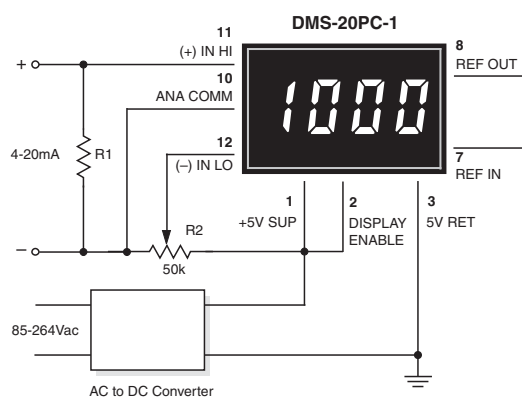 DMS-20PC-1
11
(+) IN HI
10
ANA COMM
12
(–) IN LO
1000
8
REF OUT
7
REF IN
+
4-20mA
R1
–
R2
50k
1
+5V SUP
2
DISPLAY
ENABLE
3
5V RET
85-264Vac
AC to DC Converter